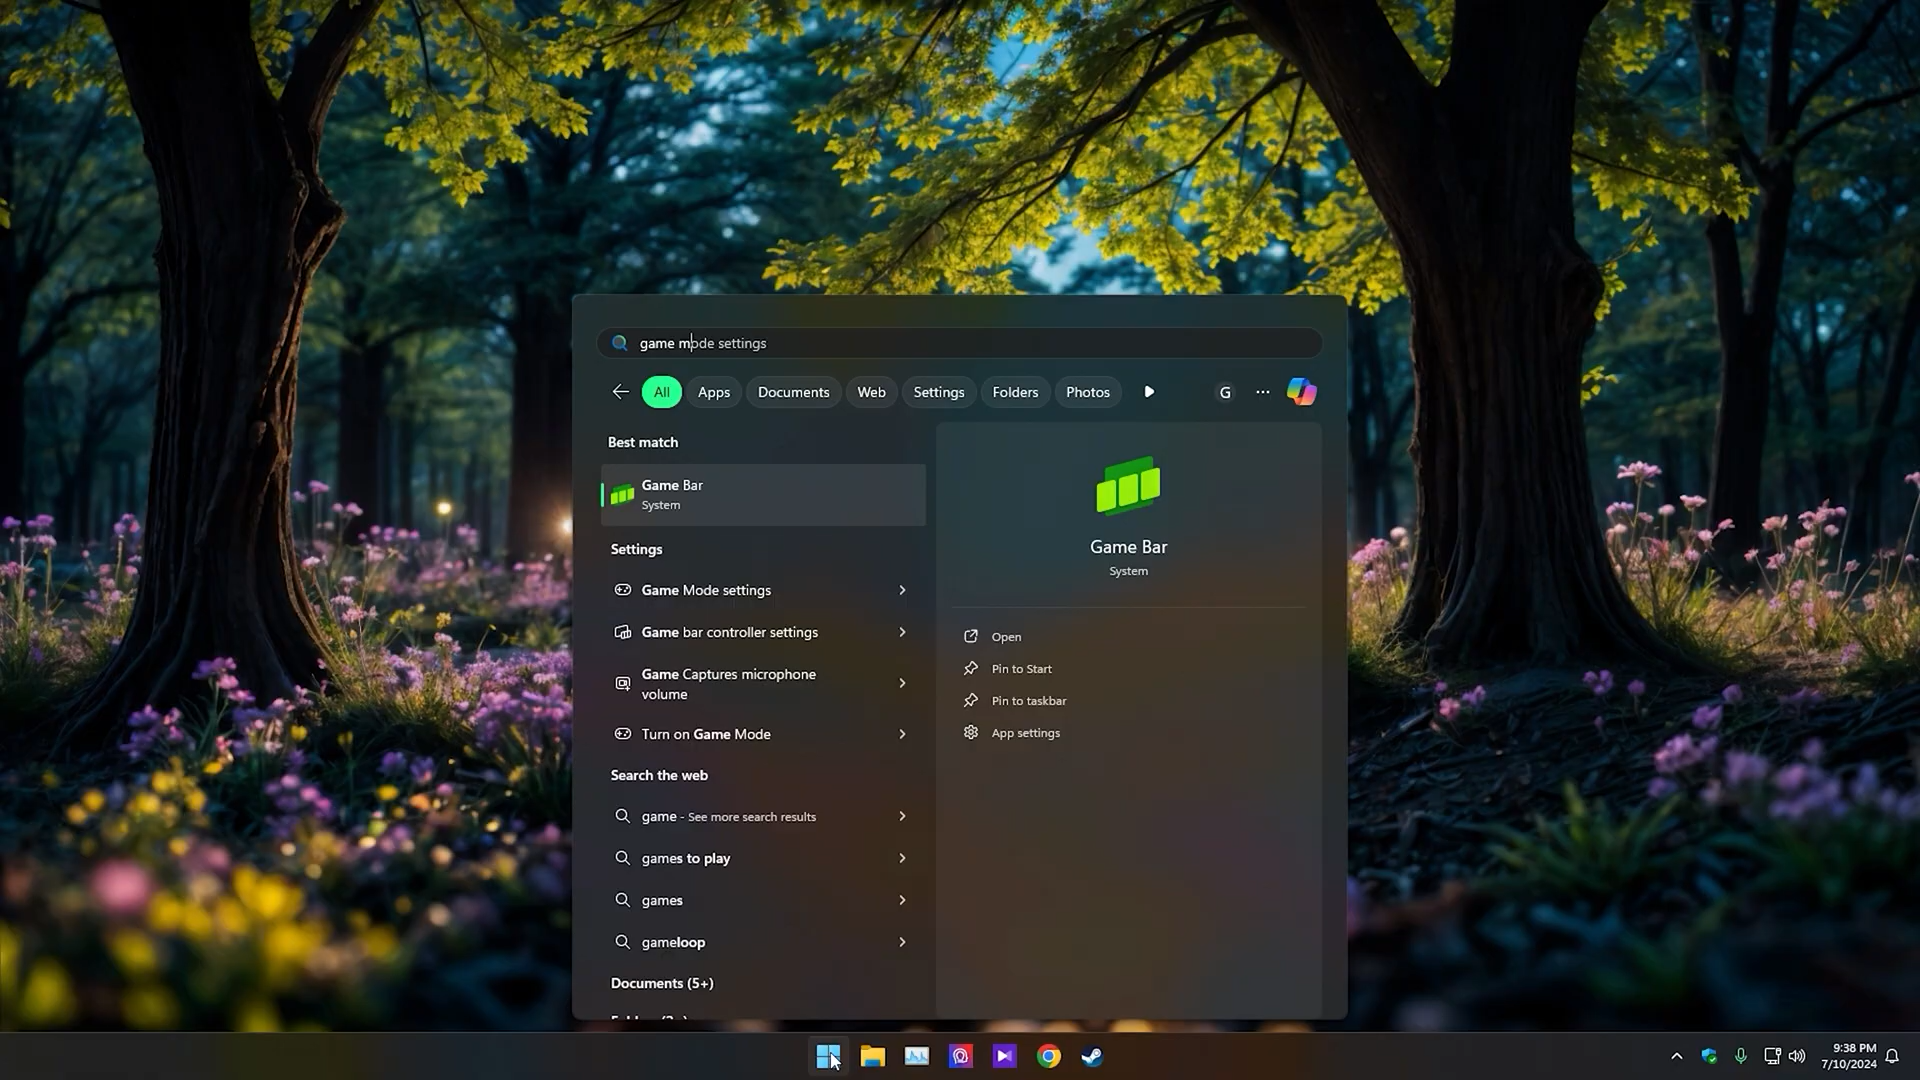 game mode settings
All
Apps
Documents
Web
Settings
Folders
Photos
G
Best match
Game Bar
System
Settings
Game Mode settings
Game bar controller settings
Game Captures microphone
volume
Turn on Game Mode
Search the web
game - See more search results
games to play
games
gameloop
Documents (5+)
Game Bar
System
Open
Pin to Start
Pin to taskbar
App settings
9:38 PM
7/10/2024